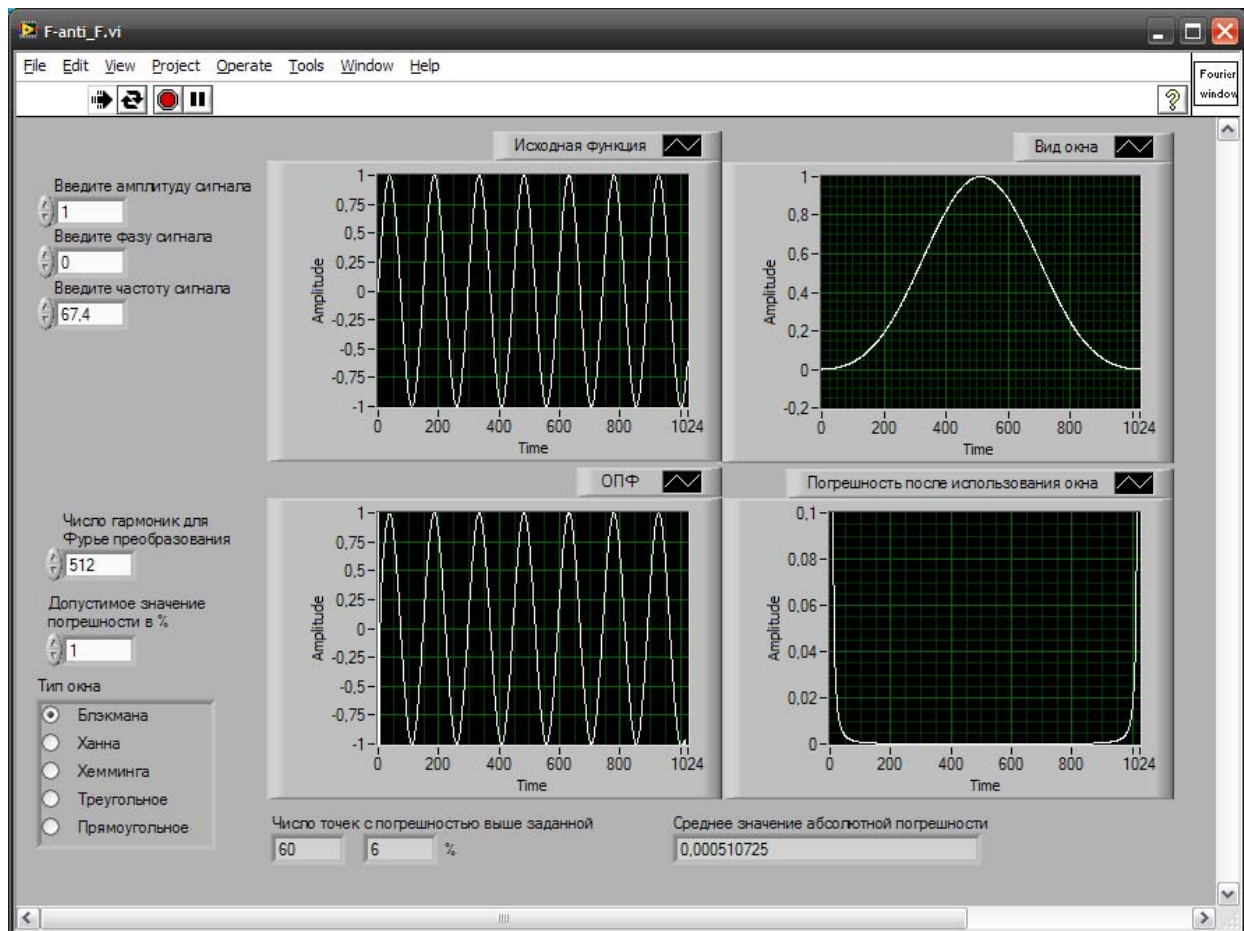 F-anti_F.vi
File Edit View Project Operate Tools Window Help
Fourier
window
Введите амплитуду сигнала
1
Введите фазу сигнала
0
Введите частоту сигнала
67,4
Исходная функция
1
0,75
0,5
0,25
0
-0,25
-0,5
-0,75
-1
Amplitude
0 200 400 600 800 1024
Time
Вид окна
1
0,8
0,6
0,4
0,2
0
-0,2
Amplitude
0 200 400 600 800 1024
Time
Число гармоник для
Фурье преобразования
512
Допустимое значение
погрешности в %
1
Тип окна
Блэкмана
Ханна
Хемминга
Треугольное
Прямоугольное
ОПФ
1
0,75
0,5
0,25
0
-0,25
-0,5
-0,75
-1
Amplitude
0 200 400 600 800 1024
Time
Погрешность после использования окна
0,1
0,08
0,06
0,04
0,02
0
Amplitude
0 200 400 600 800 1024
Time
Число точек с погрешностью выше заданной
60 6 %
Среднее значение абсолютной погрешности
0,000510725